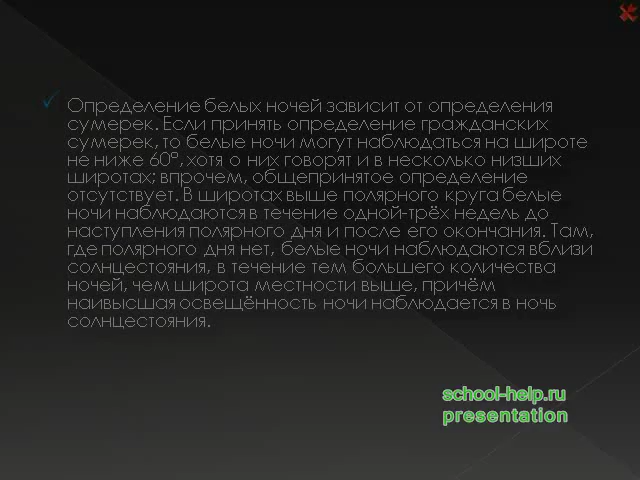 Определение белых ночей зависит от определения
сумерек. Если принять определение гражданских
сумерек, то белые ночи могут наблюдаться на широте
не ниже 60°, хотя о них говорят и в несколько низших
широтах; впрочем, общепринятое определение
отсутствует. В широтах выше полярного круга белые
ночи наблюдаются в течение одной-трёх недель до
наступления полярного дня и после его окончания. Там,
где полярного дня нет, белые ночи наблюдаются вблизи
солнцестояния, в течение тем большего количества
ночей, чем широта местности выше, причём
наивысшая освещённость ночи наблюдается в ночь
солнцестояния.
school-help.ru
presentation